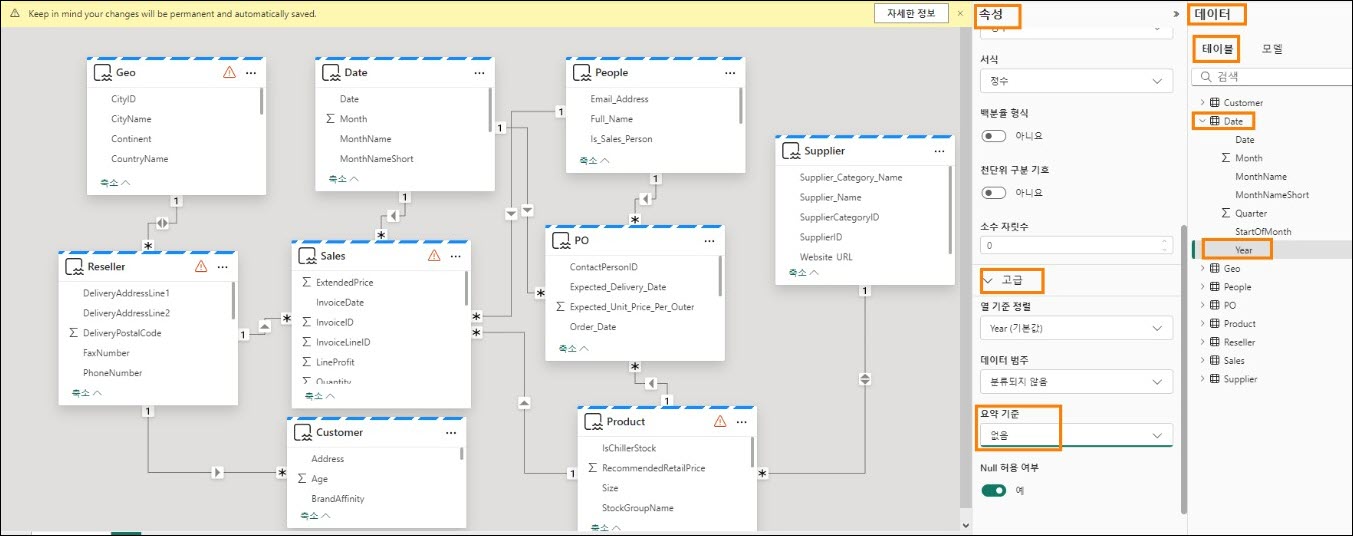 Keep in mind your changes will be permanent and automatically saved.
자세한 정보
Geo
CityID
CityName
Continent
CountryName
축소
Date
Date
Month
MonthName
MonthNameShort
축소
People
Email_Address
Full_Name
Is_Sales_Person
축소
Supplier
Supplier_Category_Name
Supplier_Name
SupplierCategoryID
SupplierID
Website_URL
축소
Reseller
DeliveryAddressLine1
DeliveryAddressLine2
DeliveryPostalCode
FaxNumber
PhoneNumber
축소
Sales
ExtendedPrice
InvoiceDate
InvoiceID
InvoiceLineID
LineProfit
Quantity
축소
PO
ContactPersonID
Expected_Delivery_Date
Expected_Unit_Price_Per_Outer
Order_Date
축소
Customer
Address
Age
BrandAffinity
축소
Product
IsChillerStock
RecommendedRetailPrice
Size
StockGroupName
축소
1
1
1
1
1
1
1
1
1
1
1
*
*
*
*
*
*
*
*
*
*
속성
서식
정수
백분율 형식
아니요
천단위 구분 기호
아니요
소수 자릿수
0
고급
열 기준 정렬
Year (기본값)
데이터 범주
분류되지 않음
요약 기준
없음
Null 허용 여부
예
데이터
테이블 모델
검색
Customer
Date
Date
Month
MonthName
MonthNameShort
Quarter
StartOfMonth
Year
Geo
People
PO
Product
Reseller
Sales
Supplier